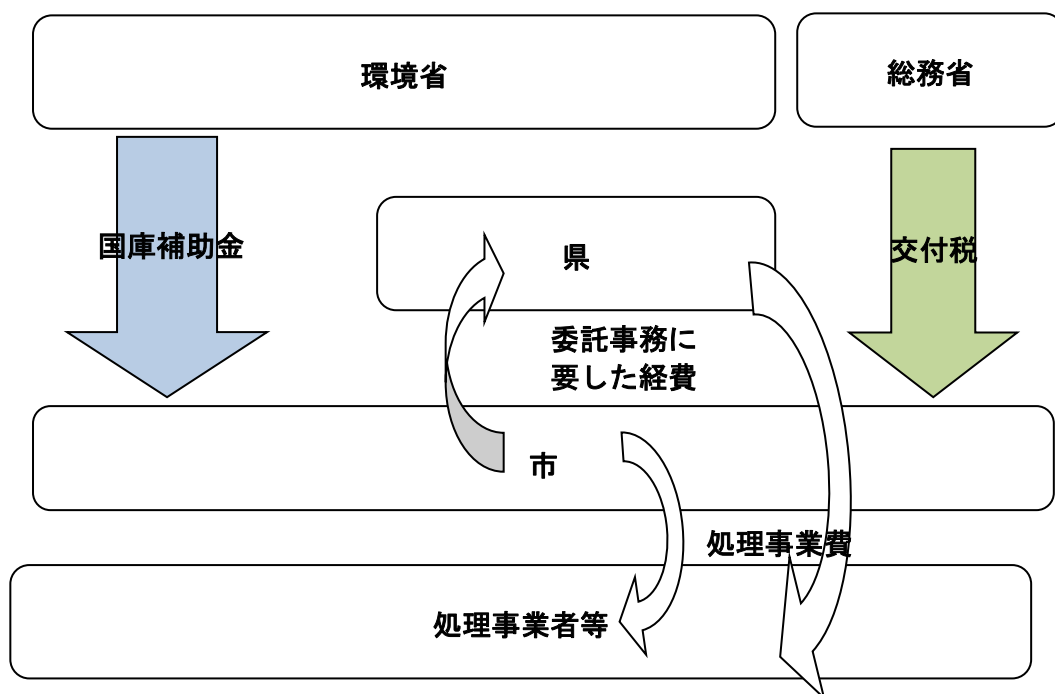 環境省
総務省
国庫補助金
県
交付税
委託事務に
要した経費
市
処理事業費
処理事業者等